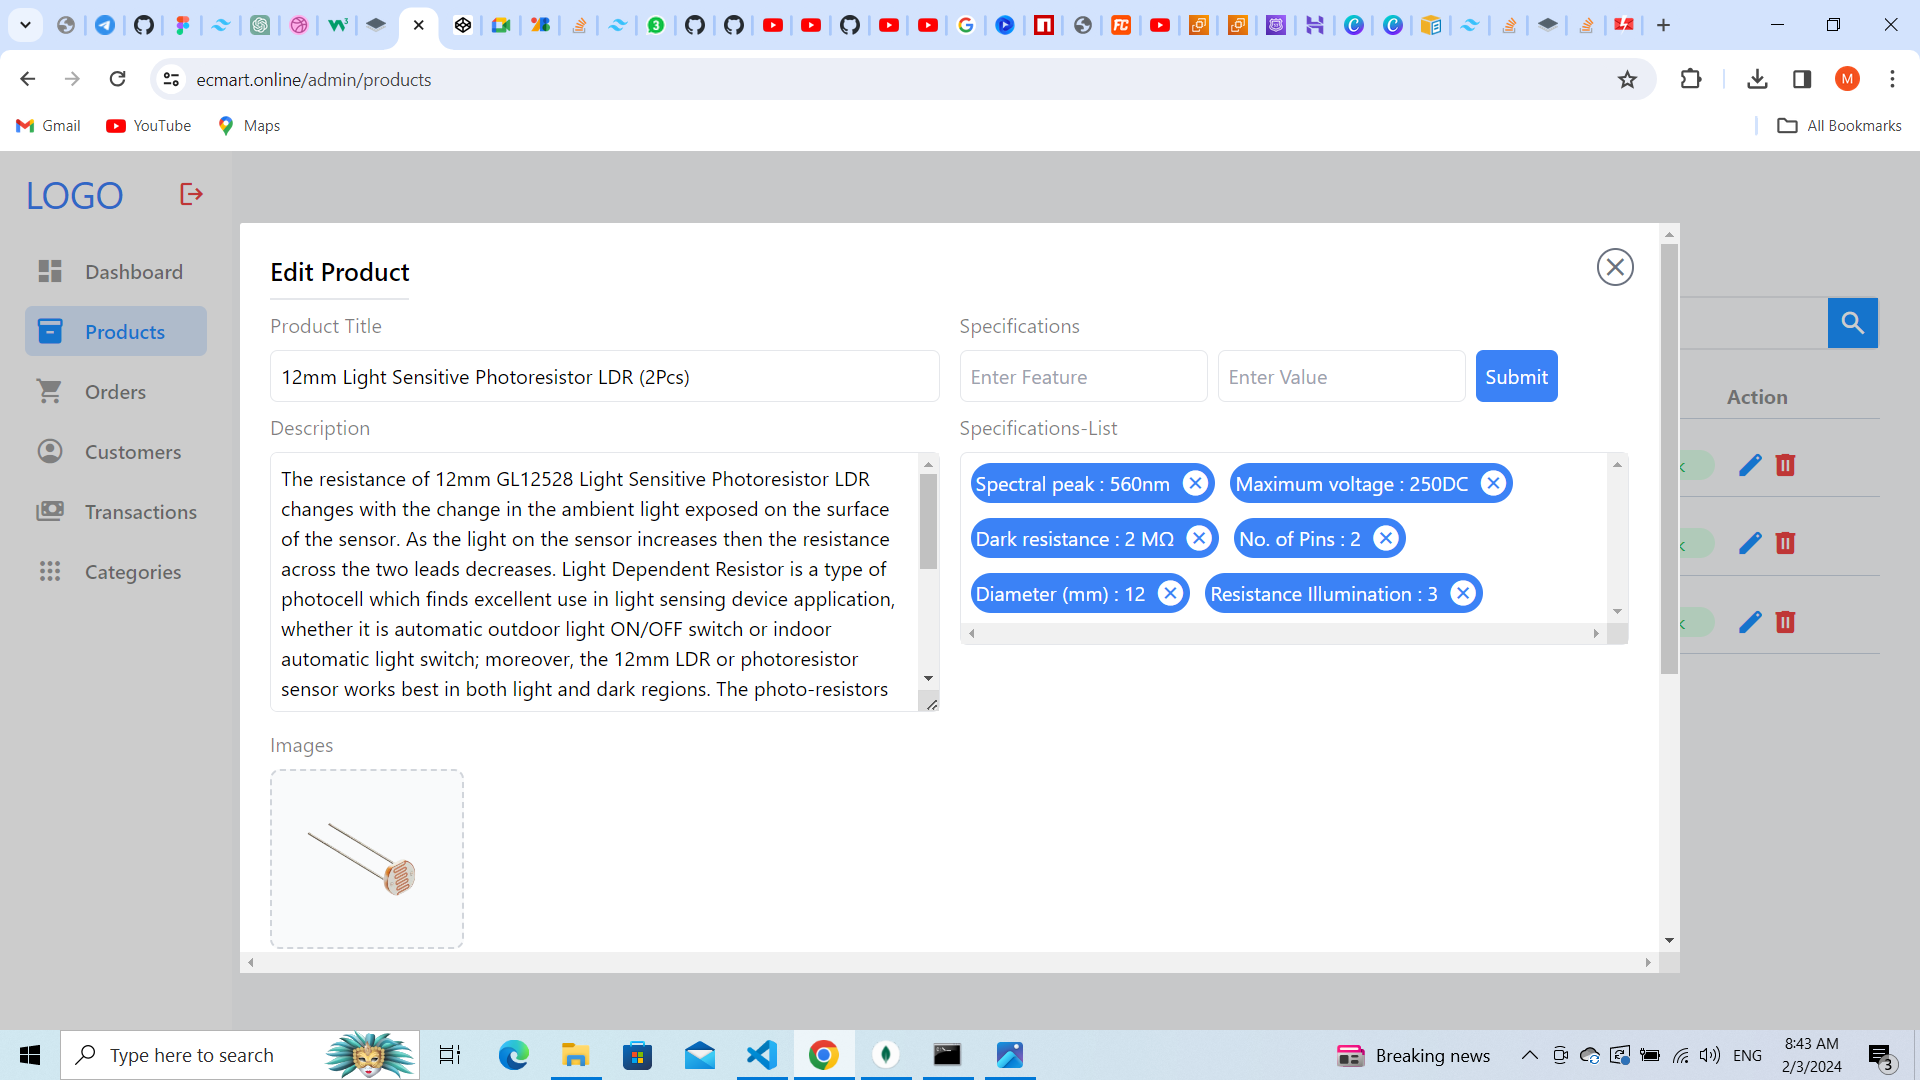 ecmart.online/admin/products
M
Gmail
YouTube
Maps
All Bookmarks
LOGO
Dashboard
Products
Orders
Customers
Transactions
Categories
Edit Product
Product Title
12mm Light Sensitive Photoresistor LDR (2Pcs)
Description
The resistance of 12mm GL12528 Light Sensitive Photoresistor LDR
changes with the change in the ambient light exposed on the surface
of the sensor. As the light on the sensor increases then the resistance
across the two leads decreases. Light Dependent Resistor is a type of
photocell which finds excellent use in light sensing device application,
whether it is automatic outdoor light ON/OFF switch or indoor
automatic light switch; moreover, the 12mm LDR or photoresistor
sensor works best in both light and dark regions. The photo-resistors
Images
Specifications
Enter Feature
Enter Value
Submit
Specifications-List
Spectral peak : 560nm
Maximum voltage : 250DC
Dark resistance : 2 MΩ
No. of Pins : 2
Diameter (mm) : 12
Resistance Illumination : 3
Action
k
k
k
Type here to search
Breaking news
ENG
8:43 AM
2/3/2024
3